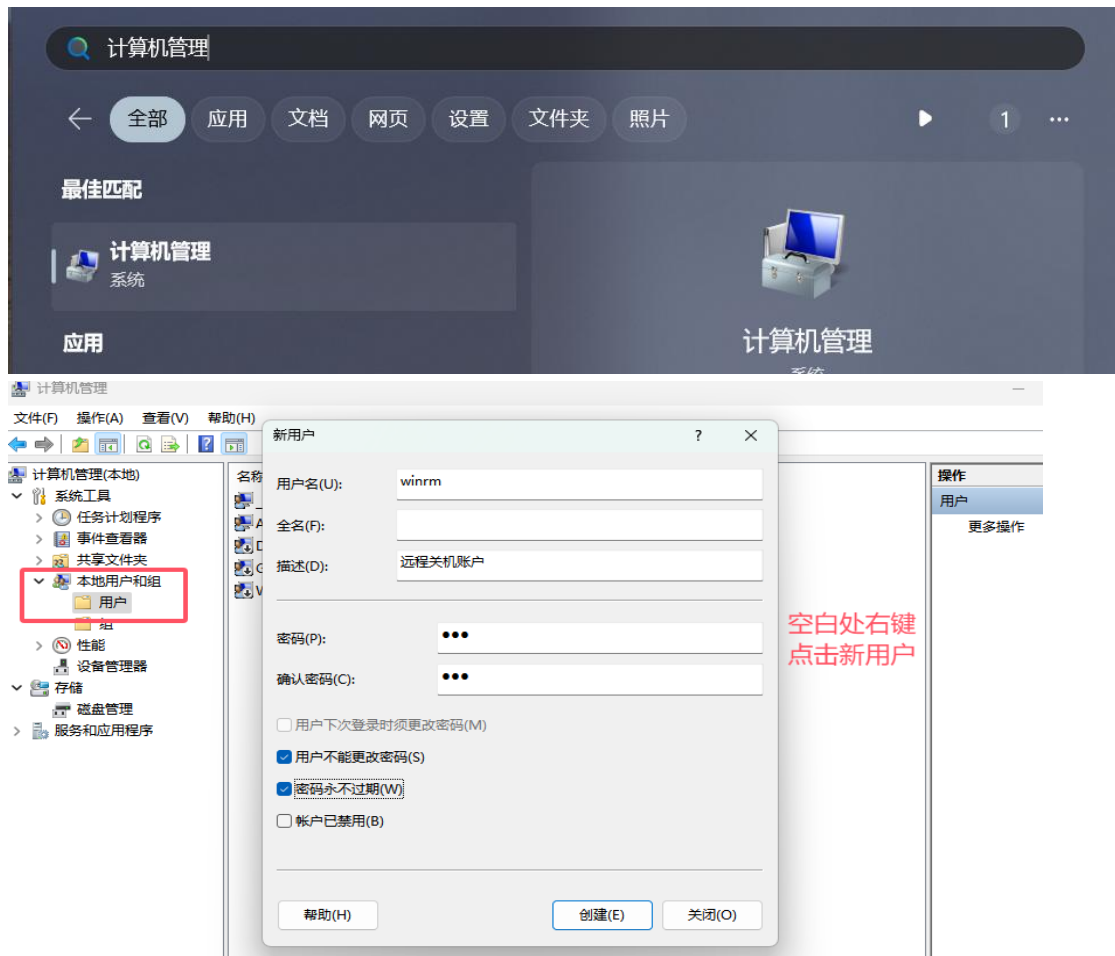 计算机管理
全部 应用 文档 网页 设置 文件夹 照片 1
最佳匹配
计算机管理
系统
应用
计算机管理
计算机管理
文件(F) 操作(A) 查看(V) 帮助(H)
计算机管理(本地)
系统工具
任务计划程序
事件查看器
共享文件夹
本地用户和组
用户
组
性能
设备管理器
存储
磁盘管理
服务和应用程序
名称
新用户 ?
用户名(U): winrm
全名(F):
描述(D): 远程关机账户
密码(P): •••
确认密码(C): •••
用户下次登录时须更改密码(M)
用户不能更改密码(S)
密码永不过期(W)
帐户已禁用(B)
帮助(H) 创建(E) 关闭(O)
空白处右键
点击新用户
操作
用户
更多操作